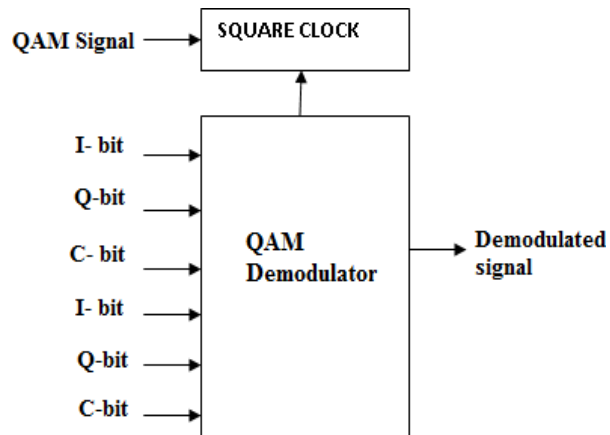 SQUARE CLOCK
QAM Signal
I- bit
Q-bit
C- bit
I- bit
Q-bit
C-bit
QAM
Demodulator
Demodulated
signal